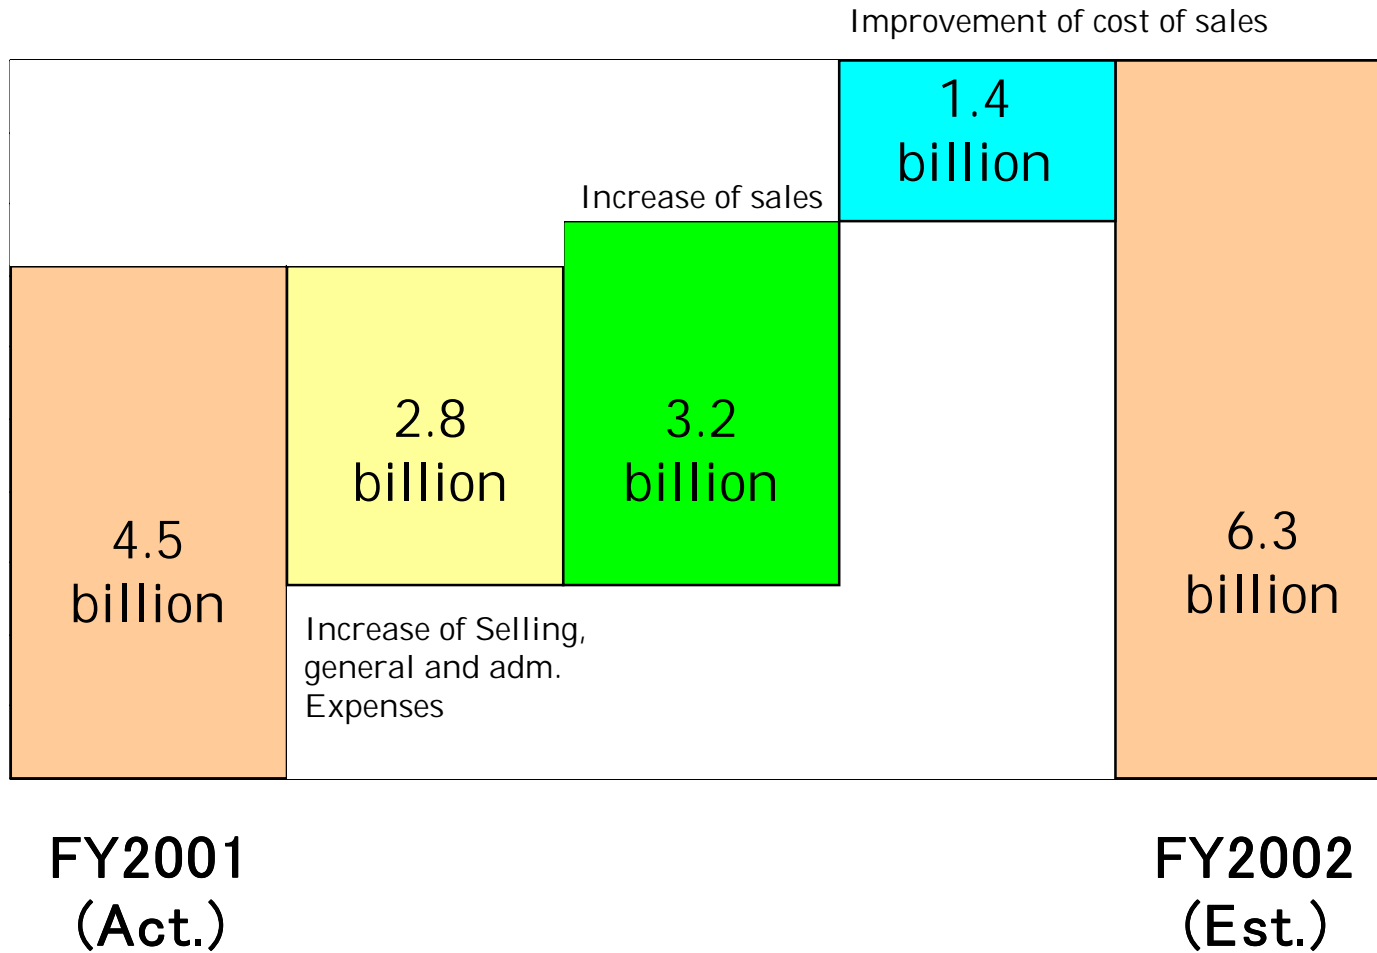 Improvement of cost of sales
1.4
billion
Increase of sales
2.8
billion
3.2
billion
4.5
billion
6.3
billion
Increase of Selling,
general and adm.
Expenses
FY2001
(Act.)
FY2002
(Est.)